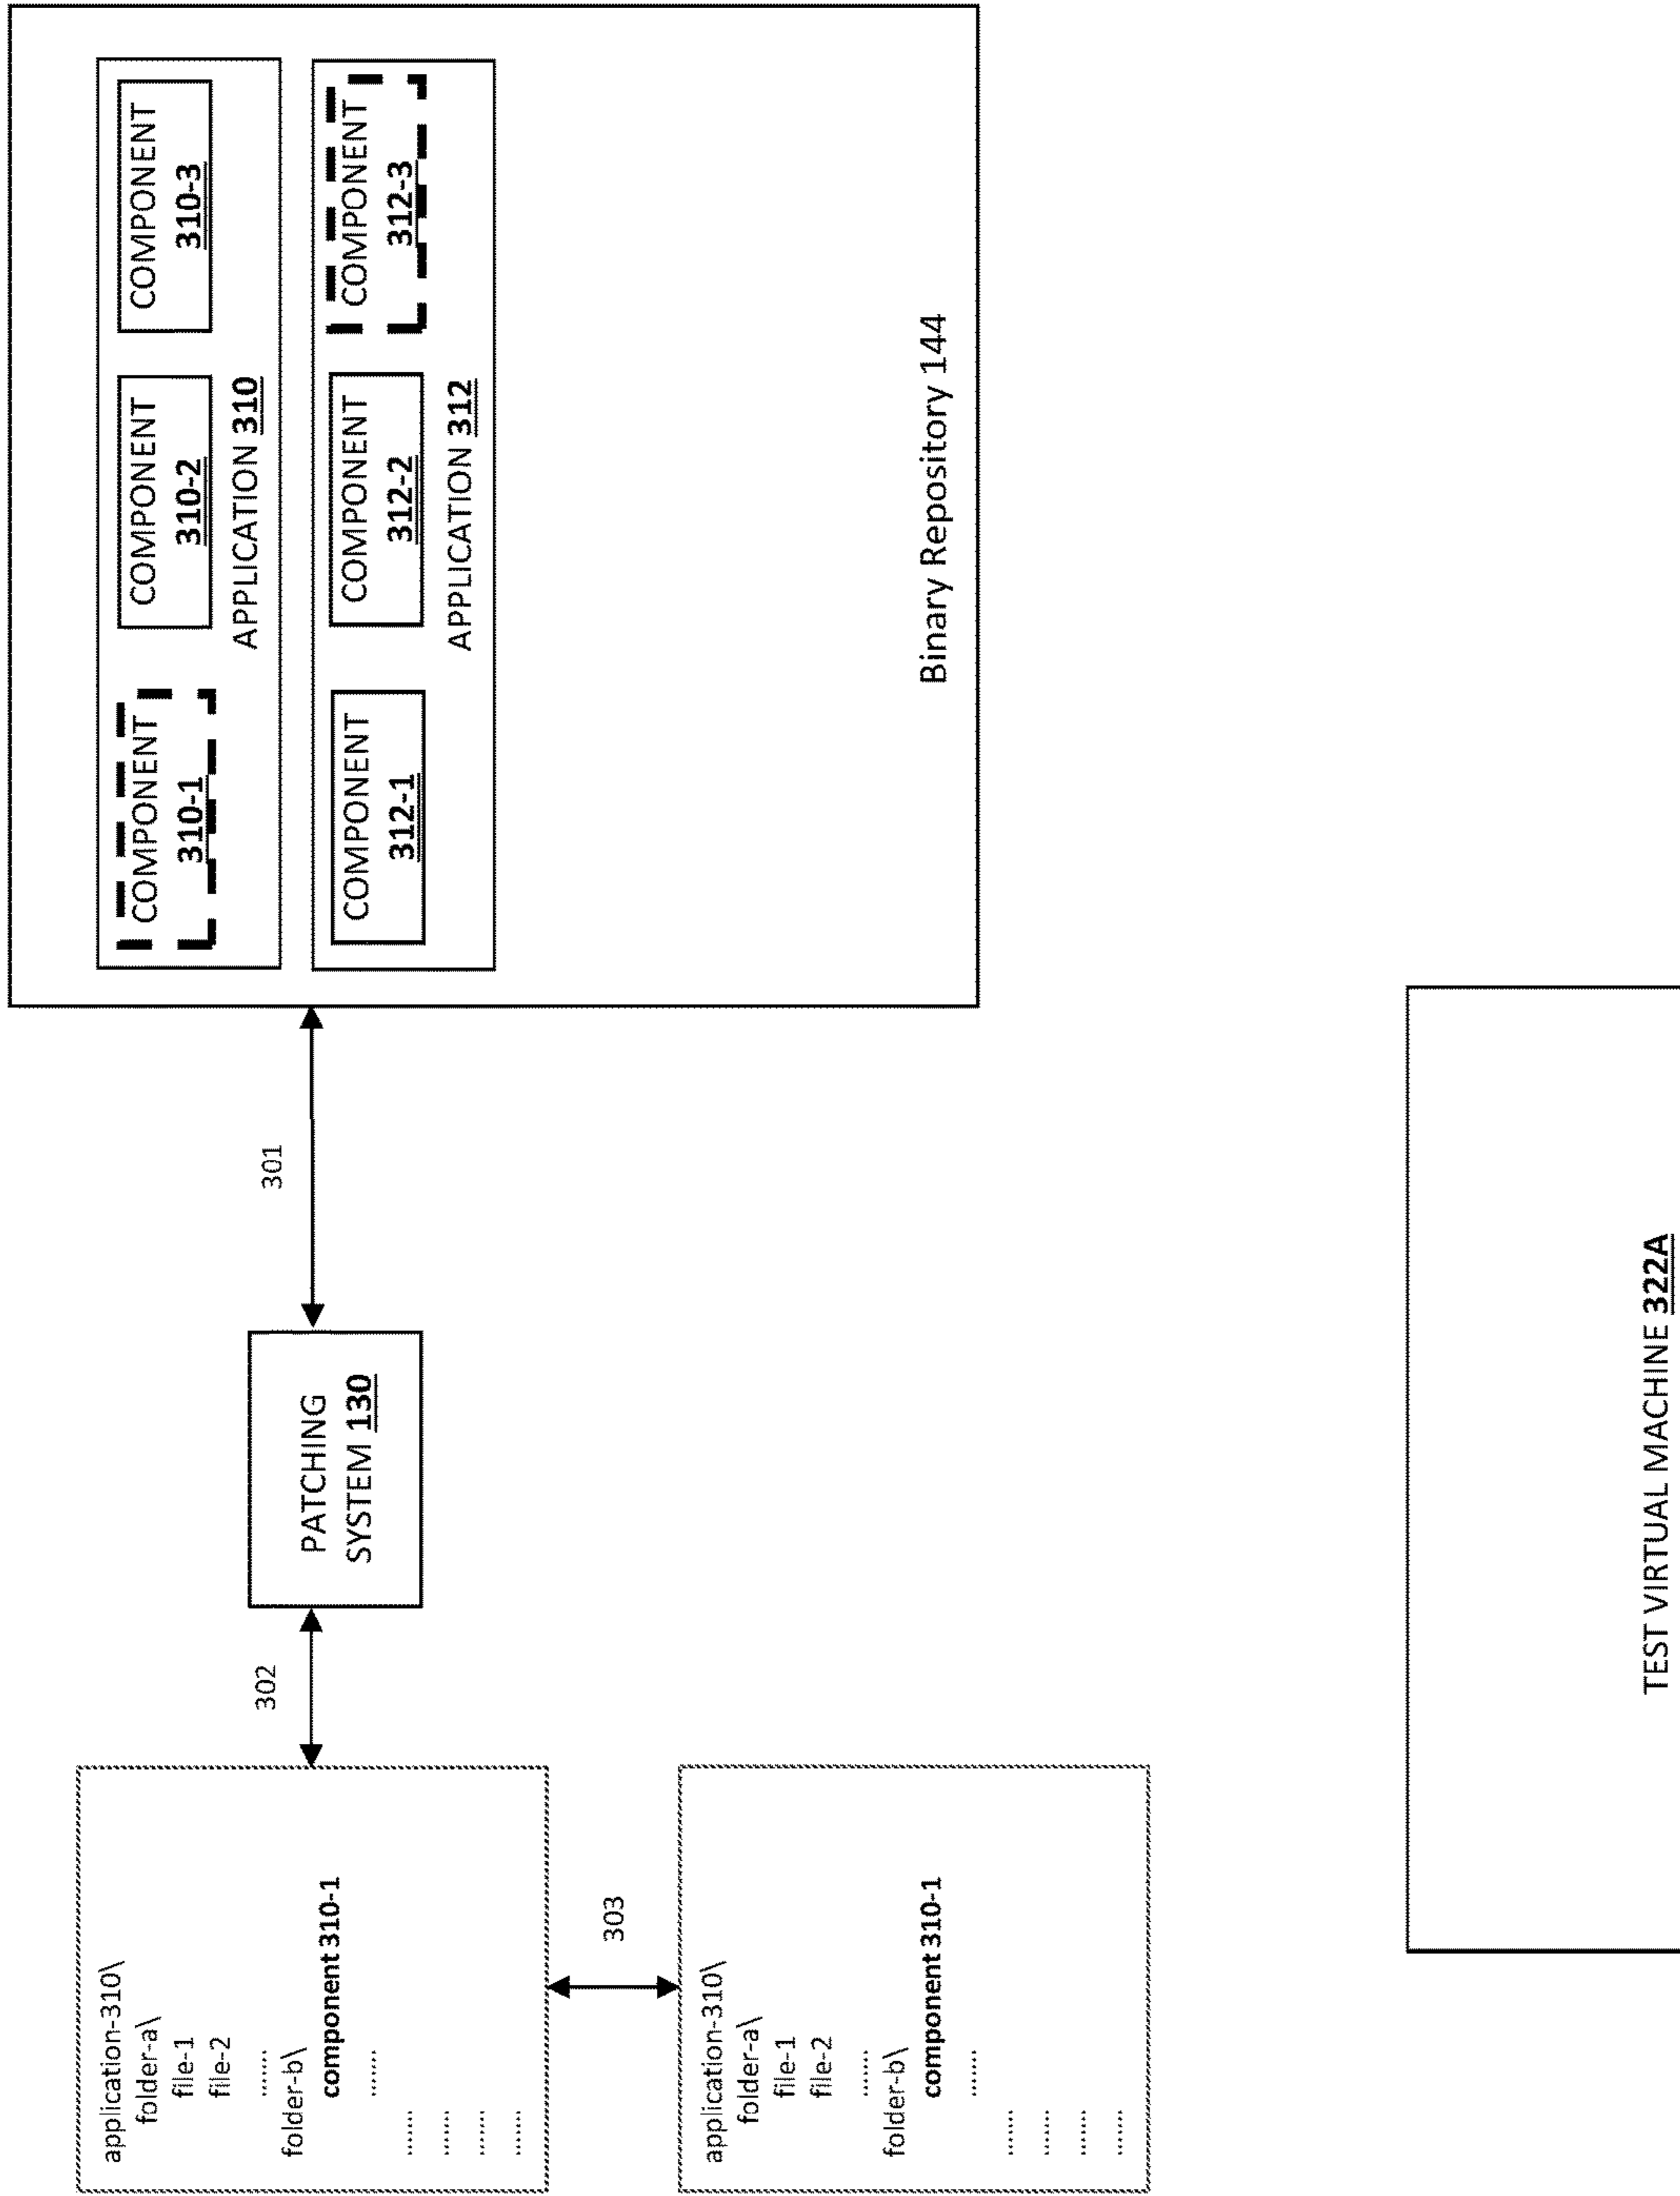 application-310\
folder-a\
file-1
file-2
.......
folder-b\
component 310-1
.......
.......
.......
.......
.......
302
PATCHING
SYSTEM 130
301
COMPONENT
310-1
COMPONENT
310-2
COMPONENT
310-3
APPLICATION 310
COMPONENT
312-1
COMPONENT
312-2
COMPONENT
312-3
APPLICATION 312
Binary Repository 144
303
application-310\
folder-a\
file-1
file-2
.......
folder-b\
component 310-1
.......
.......
.......
.......
.......
TEST VIRTUAL MACHINE 322A